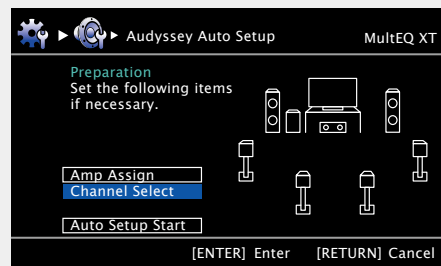 Audyssey Auto Setup
MultEQ XT
Preparation
Set the following items
if necessary.
Amp Assign
Channel Select
Auto Setup Start
[ENTER] Enter
[RETURN] Cancel